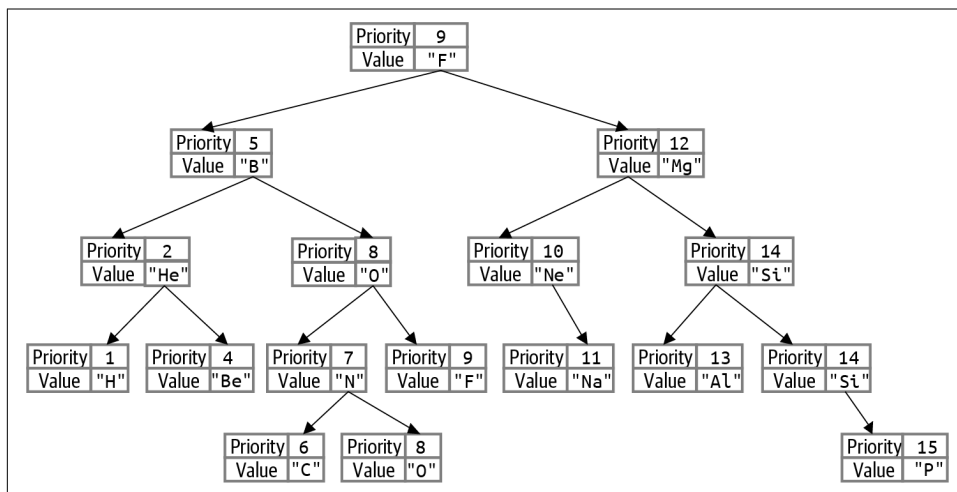 Priority 9
Value "F"
Priority 5
Value "B"
Priority 12
Value "Mg"
Priority 2
Value "He"
Priority 8
Value "O"
Priority 10
Value "Ne"
Priority 14
Value "Si"
Priority 1
Value "H"
Priority 4
Value "Be"
Priority 7
Value "N"
Priority 9
Value "F"
Priority 11
Value "Na"
Priority 13
Value "Al"
Priority 14
Value "Si"
Priority 6
Value "C"
Priority 8
Value "O"
Priority 15
Value "P"